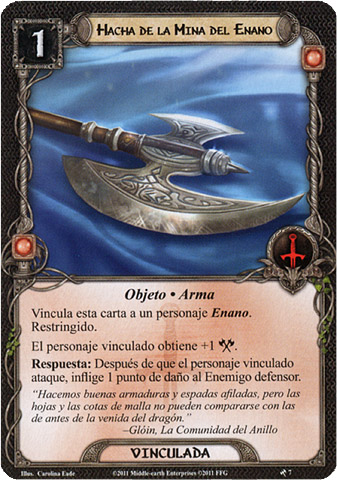 Hacha de la Mina del Enano
1
Objeto • Arma
Vincula esta carta a un personaje Enano.
Restringido.
El personaje vinculado obtiene +1 .
Respuesta: Después de que el personaje vinculado
ataque, inflige 1 punto de daño al Enemigo defensor.
“Hacemos buenas armaduras y espadas afiladas, pero las
hojas y las cotas de malla no pueden compararse con las
de antes de la venida del dragón.”
–Glóin, La Comunidad del Anillo
Vinculada
Illus. Carolina Eade ©2011 Middle-earth Enterprises ©2011 FFG 7